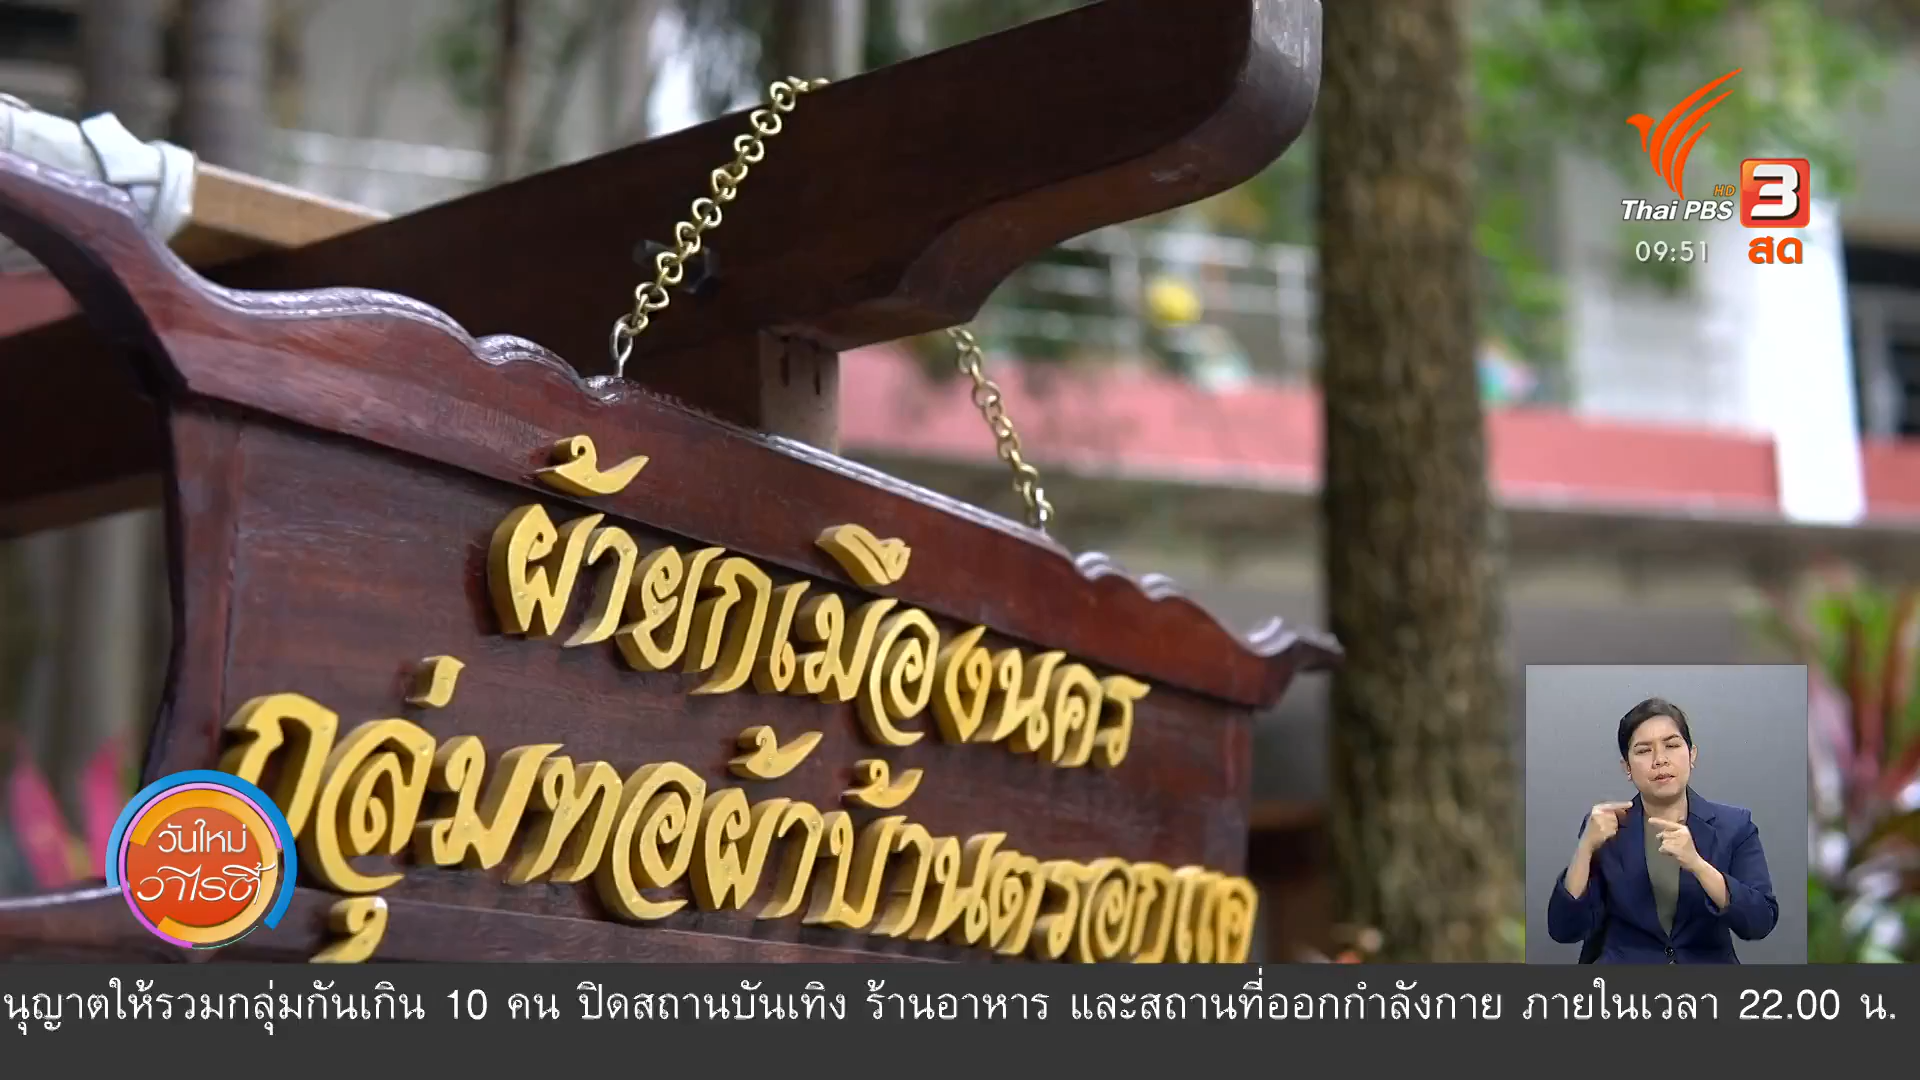 Thai PBS
HD
3
09:51
สด
ผ้ายกเมืองนคร
กลุ่มทอผ้าบ้านตรอกแค
วันใหม่
วาไรตี้
นุญาตให้รวมกลุ่มกันเกิน 10 คน ปิดสถานบันเทิง ร้านอาหาร และสถานที่ออกกำลังกาย ภายในเวลา 22.00 น.